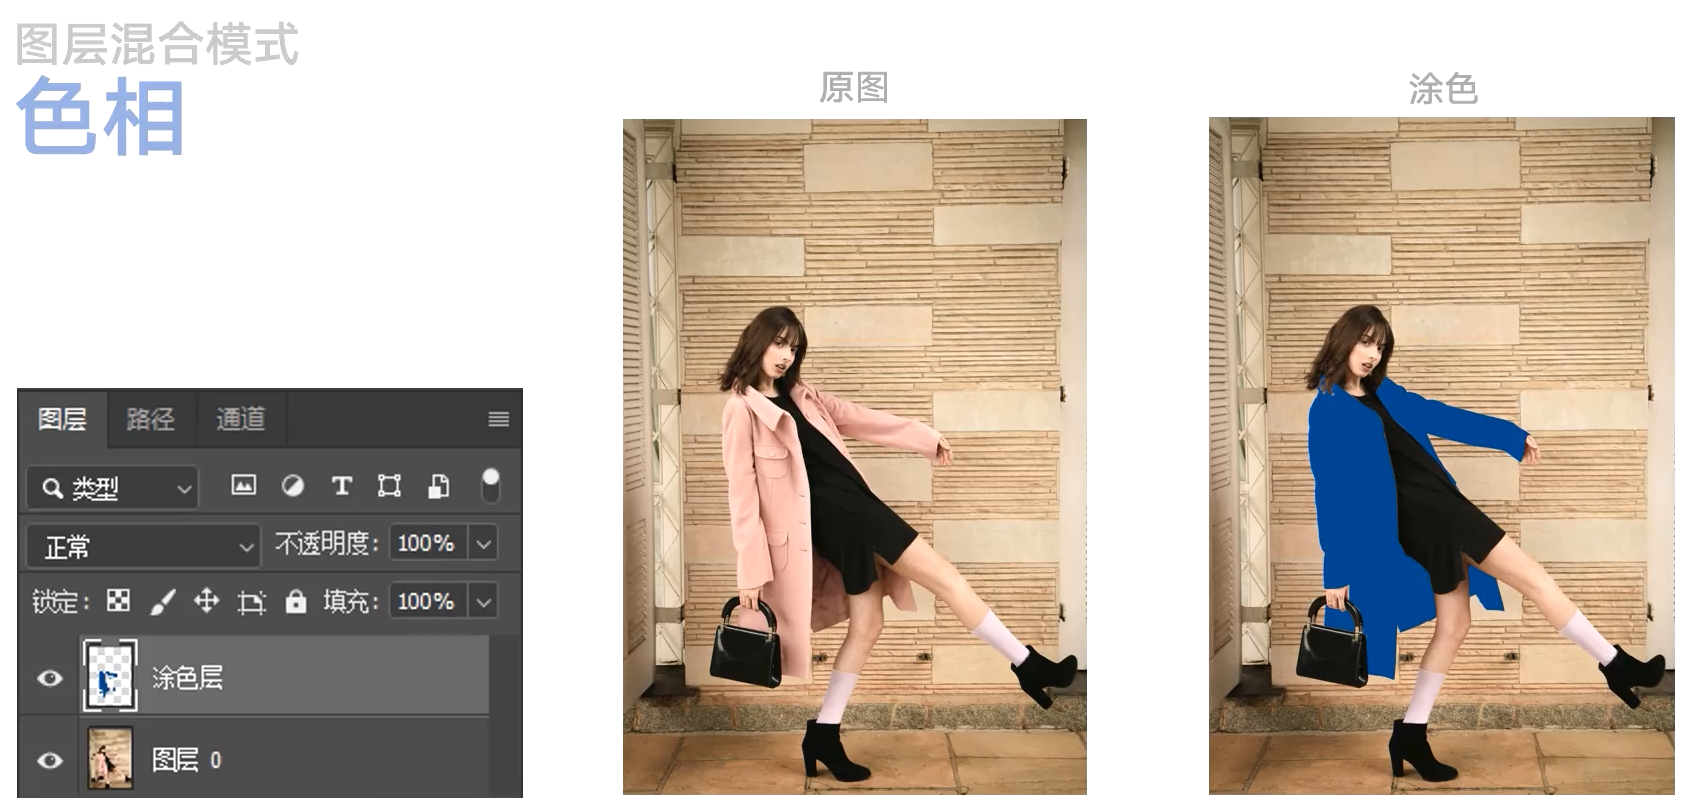 图层混合模式
色相
原图
涂色
图层 路径 通道
类型
正常 不透明度: 100%
锁定: 填充: 100%
涂色层
图层 0